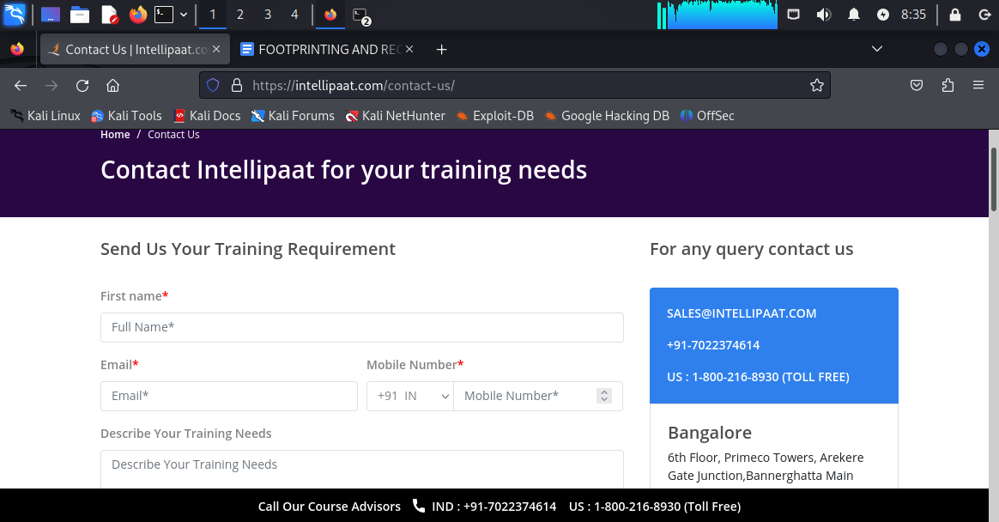 1 2 3 4 2 8:35
Contact Us | Intellipaat.co FOOTPRINTING AND REC
https://intellipaat.com/contact-us/
Kali Linux Kali Tools Kali Docs Kali Forums Kali NetHunter Exploit-DB Google Hacking DB OffSec
Home / Contact Us
Contact Intellipaat for your training needs
Send Us Your Training Requirement
First name*
Full Name*
Email* Mobile Number*
Email* +91 IN Mobile Number*
Describe Your Training Needs
Describe Your Training Needs
For any query contact us
SALES@INTELLIPAAT.COM
+91-7022374614
US : 1-800-216-8930 (TOLL FREE)
Bangalore
6th Floor, Primeco Towers, Arekere
Gate Junction,Bannerghatta Main
Call Our Course Advisors IND : +91-7022374614 US : 1-800-216-8930 (Toll Free)